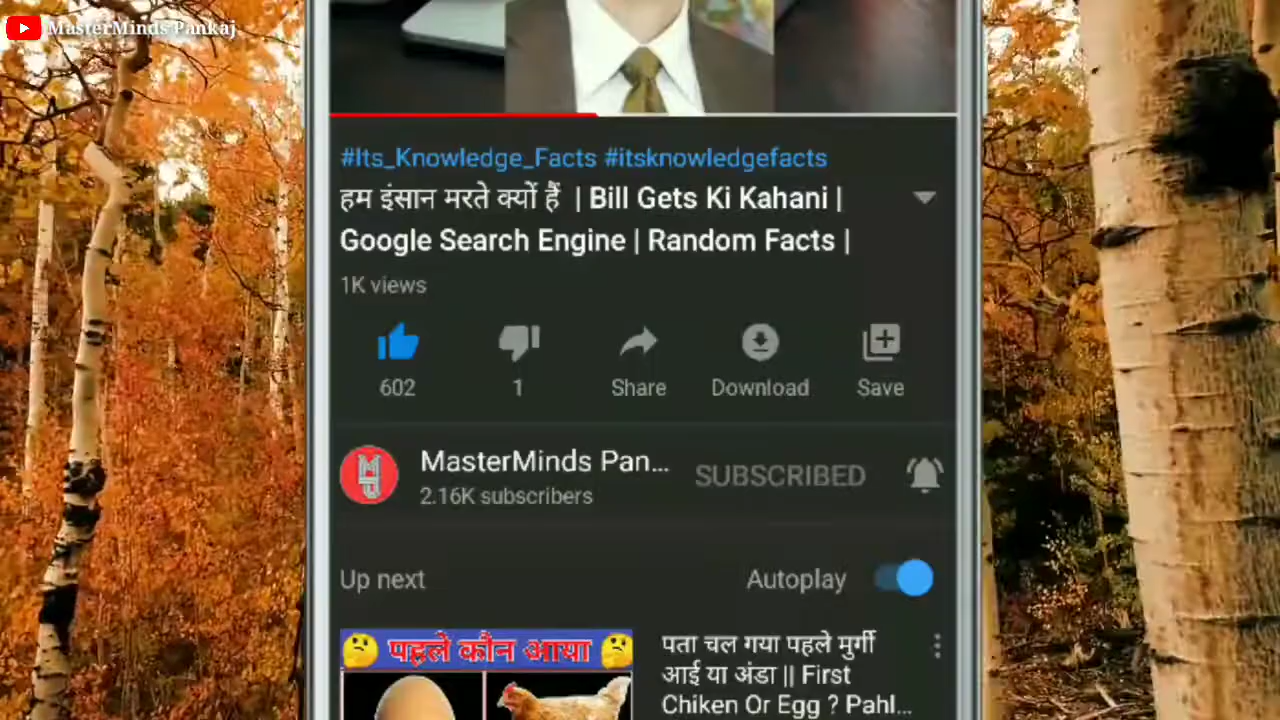 MasterMinds Pankaj
#Its_Knowledge_Facts #itsknowledgefacts
हम इंसान मरते क्यों हैं | Bill Gets Ki Kahani |
Google Search Engine | Random Facts |
1K views
602
1
Share
Download
Save
MasterMinds Pan...
2.16K subscribers
SUBSCRIBED
Up next
Autoplay
🤔 पहले कौन आया 🤔
पता चल गया पहले मुर्गी
आई या अंडा || First
Chiken Or Egg ? Pahl...